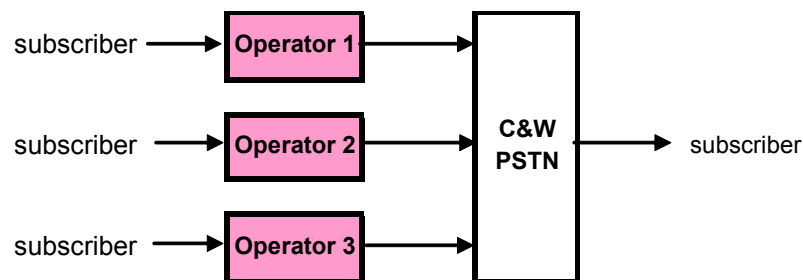 subscriber
Operator 1
subscriber
Operator 2
C&W
PSTN
subscriber
subscriber
Operator 3